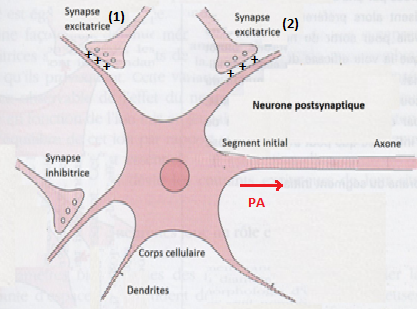 Synapse
excitatrice
(1)
Synapse
excitatrice
(2)
Neurone postsynaptique
Segment initial
Axone
Synapse
inhibitrice
PA
Corps cellulaire
Dendrites